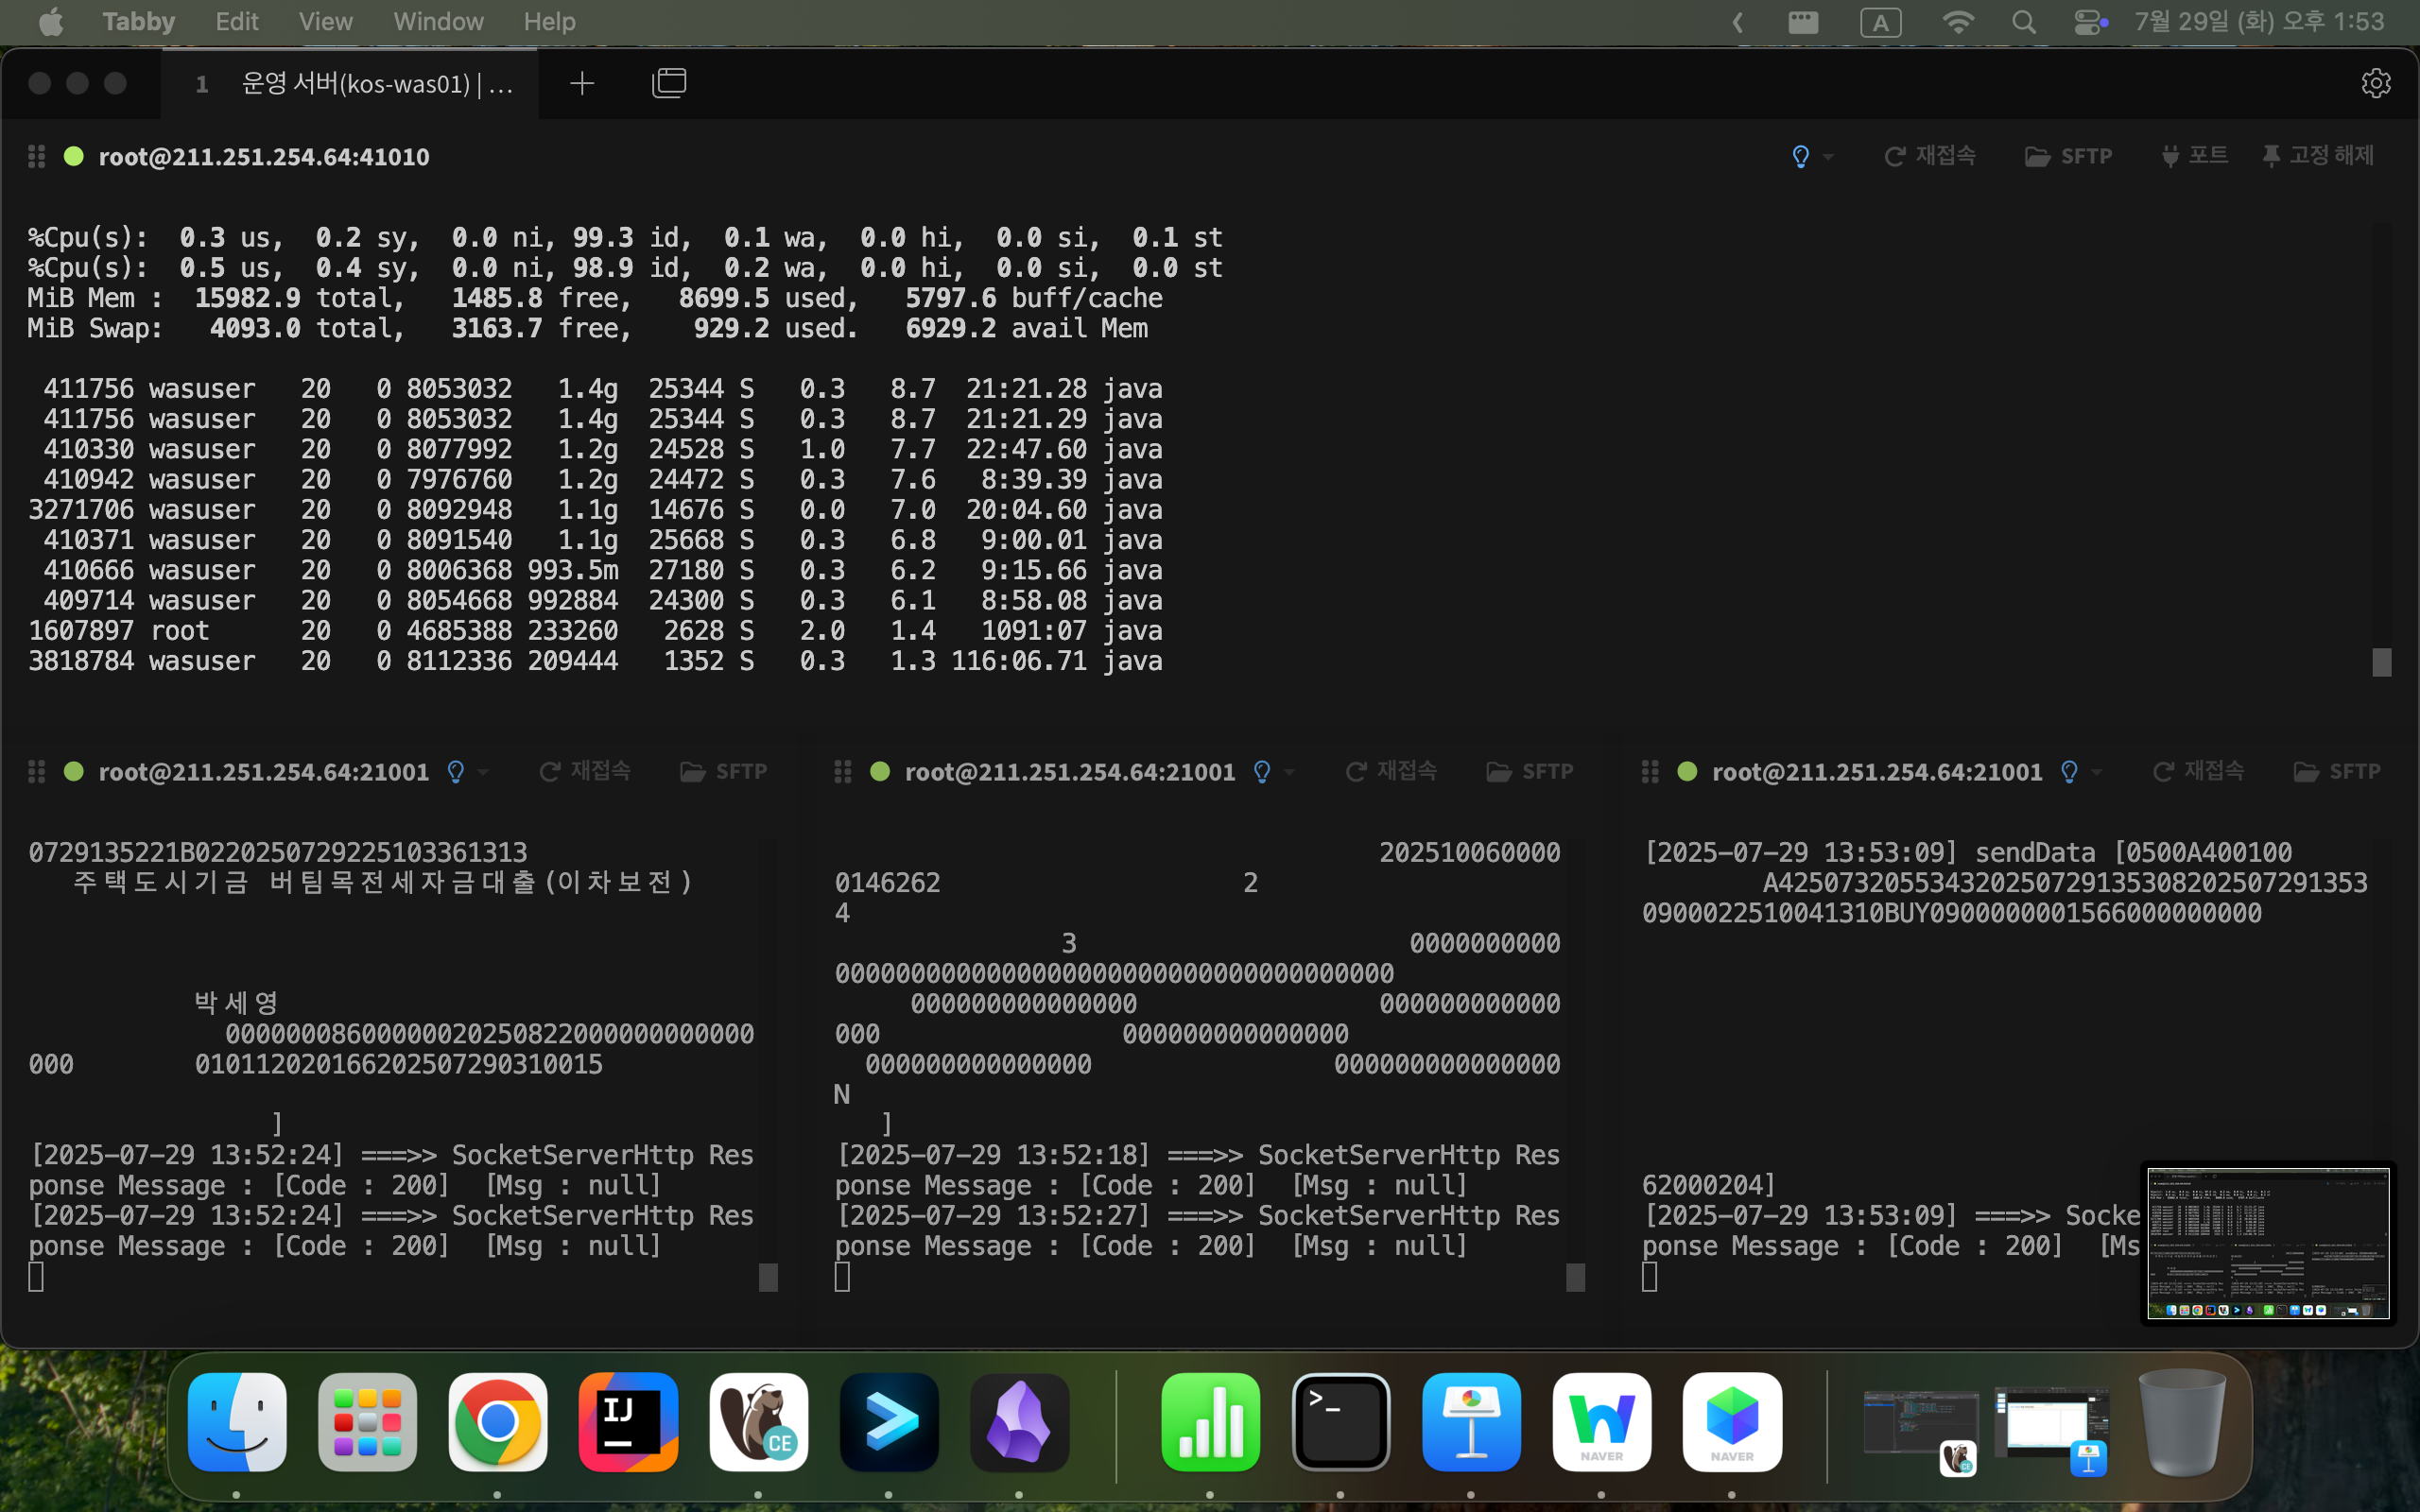 Tabby Edit View Window Help A 7월 29일 (화) 오후 1:53
1 운영 서버(kos-was01) | …
root@211.251.254.64:41010 재접속 SFTP 포트 고정 해제
%Cpu(s):  0.3 us,  0.2 sy,  0.0 ni, 99.3 id,  0.1 wa,  0.0 hi,  0.0 si,  0.1 st
%Cpu(s):  0.5 us,  0.4 sy,  0.0 ni, 98.9 id,  0.2 wa,  0.0 hi,  0.0 si,  0.0 st
MiB Mem :  15982.9 total,   1485.8 free,   8699.5 used,   5797.6 buff/cache
MiB Swap:   4093.0 total,   3163.7 free,    929.2 used.   6929.2 avail Mem
411756 wasuser   20   0 8053032   1.4g  25344 S   0.3   8.7  21:21.28 java
411756 wasuser   20   0 8053032   1.4g  25344 S   0.3   8.7  21:21.29 java
410330 wasuser   20   0 8077992   1.2g  24528 S   1.0   7.7  22:47.60 java
410942 wasuser   20   0 7976760   1.2g  24472 S   0.3   7.6   8:39.39 java
3271706 wasuser   20   0 8092948   1.1g  14676 S   0.0   7.0  20:04.60 java
410371 wasuser   20   0 8091540   1.1g  25668 S   0.3   6.8   9:00.01 java
410666 wasuser   20   0 8006368 993.5m  27180 S   0.3   6.2   9:15.66 java
409714 wasuser   20   0 8054668 992884  24300 S   0.3   6.1   8:58.08 java
1607897 root      20   0 4685388 233260   2628 S   2.0   1.4   1091:07 java
3818784 wasuser   20   0 8112336 209444   1352 S   0.3   1.3 116:06.71 java
root@211.251.254.64:21001 재접속 SFTP
0729135221B0220250729225103361313
주택도시기금 버팀목전세자금대출(이차보전)
박세영
00000008600000020250822000000000000
000        010112020166202507290310015
]
[2025-07-29 13:52:24] ===>> SocketServerHttp Res
ponse Message : [Code : 200]  [Msg : null]
[2025-07-29 13:52:24] ===>> SocketServerHttp Res
ponse Message : [Code : 200]  [Msg : null]
root@211.251.254.64:21001 재접속 SFTP
202510060000
0146262                    2
4
3                      0000000000
0000000000000000000000000000000000000
000000000000000                000000000000
000                000000000000000
000000000000000                000000000000000
N
]
[2025-07-29 13:52:18] ===>> SocketServerHttp Res
ponse Message : [Code : 200]  [Msg : null]
[2025-07-29 13:52:27] ===>> SocketServerHttp Res
ponse Message : [Code : 200]  [Msg : null]
root@211.251.254.64:21001 재접속 SFTP
[2025-07-29 13:53:09] sendData [0500A400100
A4250732055343202507291353082025072​91353
0900022510041310BUY0900000001566000000000
62000204]
[2025-07-29 13:53:09] ===>> Socke
ponse Message : [Code : 200]  [Ms
IJ
CE
>_
NAVER
NAVER